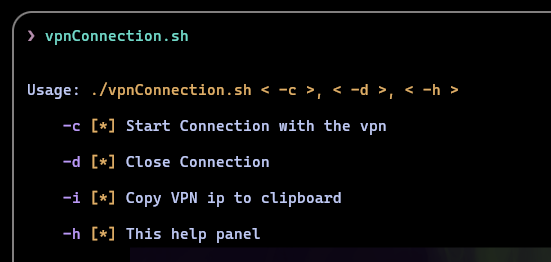 ❯ vpnConnection.sh
Usage: ./vpnConnection.sh < -c >, < -d >, < -h >
-c [*] Start Connection with the vpn
-d [*] Close Connection
-i [*] Copy VPN ip to clipboard
-h [*] This help panel